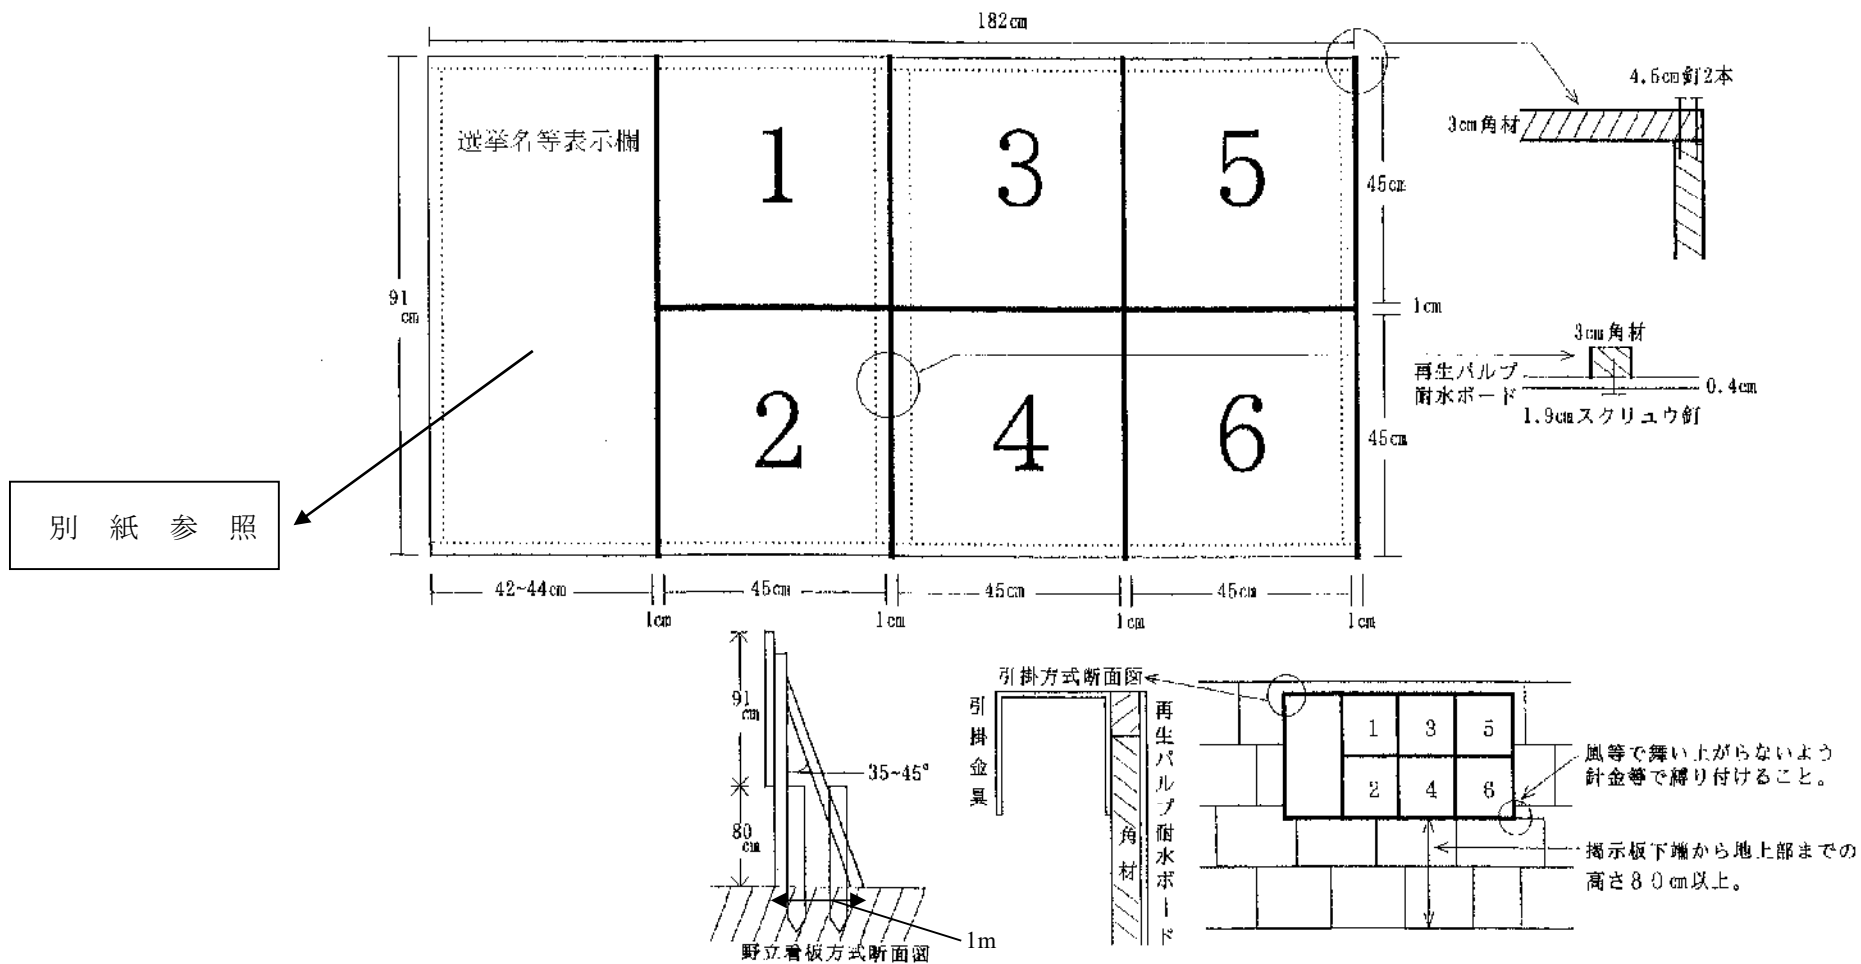 182cm
4.5cm釘2本
3cm角材
選挙名等表示欄
1
3
5
45cm
91
cm
1cm
3cm角材
再生パルプ
耐水ボード
0.4cm
1.9cmスクリュウ釘
2
4
6
45cm
別紙参照
42~44cm
45cm
45cm
45cm
1cm
1cm
1cm
1cm
91
cm
35~45°
80
cm
1m
野立看板方式断面図
引掛方式断面図
引掛金具
角材
再生パルプ耐水ボード
1
3
5
2
4
6
風等で舞い上がらないよう
針金等で縛り付けること。
掲示板下端から地上部までの
高さ80cm以上。